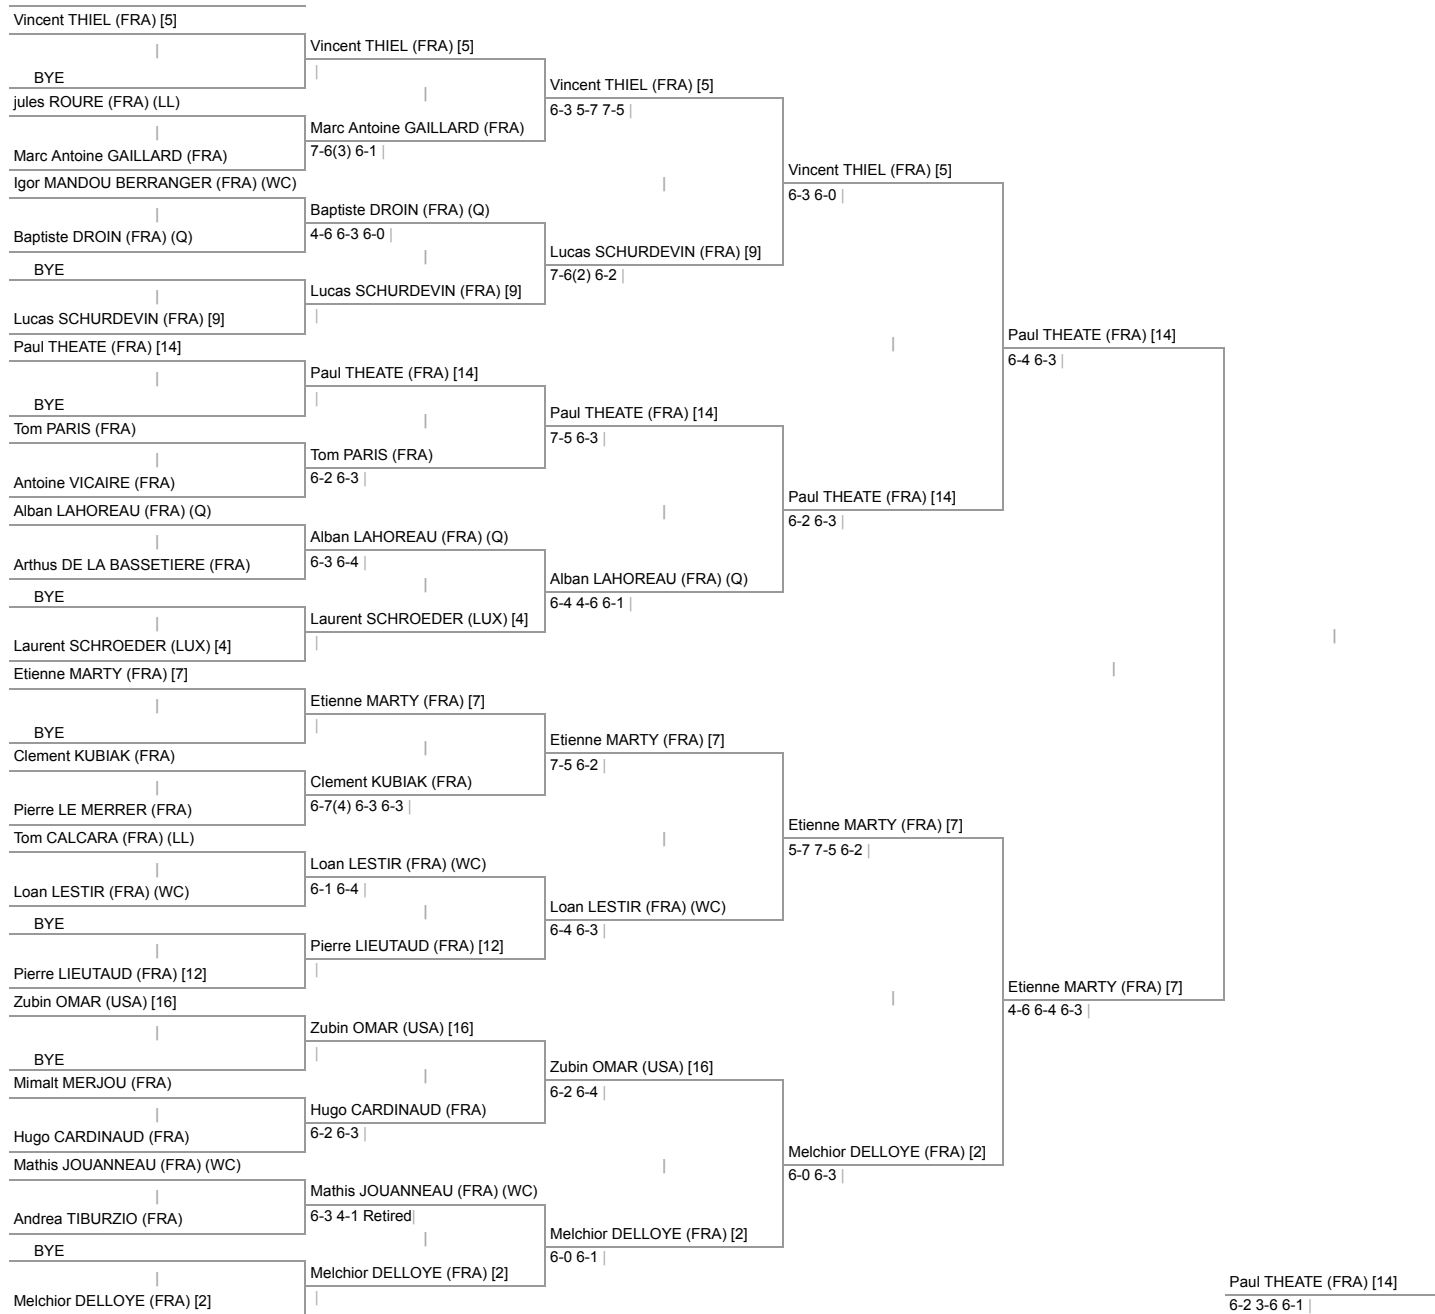 Vincent THIEL (FRA) [5]
BYE
jules ROURE (FRA) (LL)
Marc Antoine GAILLARD (FRA)
Igor MANDOU BERRANGER (FRA) (WC)
Baptiste DROIN (FRA) (Q)
BYE
Lucas SCHURDEVIN (FRA) [9]
Paul THEATE (FRA) [14]
BYE
Tom PARIS (FRA)
Antoine VICAIRE (FRA)
Alban LAHOREAU (FRA) (Q)
Arthus DE LA BASSETIERE (FRA)
BYE
Laurent SCHROEDER (LUX) [4]
Etienne MARTY (FRA) [7]
BYE
Clement KUBIAK (FRA)
Pierre LE MERRER (FRA)
Tom CALCARA (FRA) (LL)
Loan LESTIR (FRA) (WC)
BYE
Pierre LIEUTAUD (FRA) [12]
Zubin OMAR (USA) [16]
BYE
Mimalt MERJOU (FRA)
Hugo CARDINAUD (FRA)
Mathis JOUANNEAU (FRA) (WC)
Andrea TIBURZIO (FRA)
BYE
Melchior DELLOYE (FRA) [2]
Vincent THIEL (FRA) [5]
Marc Antoine GAILLARD (FRA)
7-6(3) 6-1
Baptiste DROIN (FRA) (Q)
4-6 6-3 6-0
Lucas SCHURDEVIN (FRA) [9]
Paul THEATE (FRA) [14]
Tom PARIS (FRA)
6-2 6-3
Alban LAHOREAU (FRA) (Q)
6-3 6-4
Laurent SCHROEDER (LUX) [4]
Etienne MARTY (FRA) [7]
Clement KUBIAK (FRA)
6-7(4) 6-3 6-3
Loan LESTIR (FRA) (WC)
6-1 6-4
Pierre LIEUTAUD (FRA) [12]
Zubin OMAR (USA) [16]
Hugo CARDINAUD (FRA)
6-2 6-3
Mathis JOUANNEAU (FRA) (WC)
6-3 4-1 Retired
Melchior DELLOYE (FRA) [2]
Vincent THIEL (FRA) [5]
6-3 5-7 7-5
Lucas SCHURDEVIN (FRA) [9]
7-6(2) 6-2
Paul THEATE (FRA) [14]
7-5 6-3
Alban LAHOREAU (FRA) (Q)
6-4 4-6 6-1
Etienne MARTY (FRA) [7]
7-5 6-2
Loan LESTIR (FRA) (WC)
6-4 6-3
Zubin OMAR (USA) [16]
6-2 6-4
Melchior DELLOYE (FRA) [2]
6-0 6-1
Vincent THIEL (FRA) [5]
6-3 6-0
Paul THEATE (FRA) [14]
6-2 6-3
Etienne MARTY (FRA) [7]
5-7 7-5 6-2
Melchior DELLOYE (FRA) [2]
6-0 6-3
Paul THEATE (FRA) [14]
6-4 6-3
Etienne MARTY (FRA) [7]
4-6 6-4 6-3
Paul THEATE (FRA) [14]
6-2 3-6 6-1